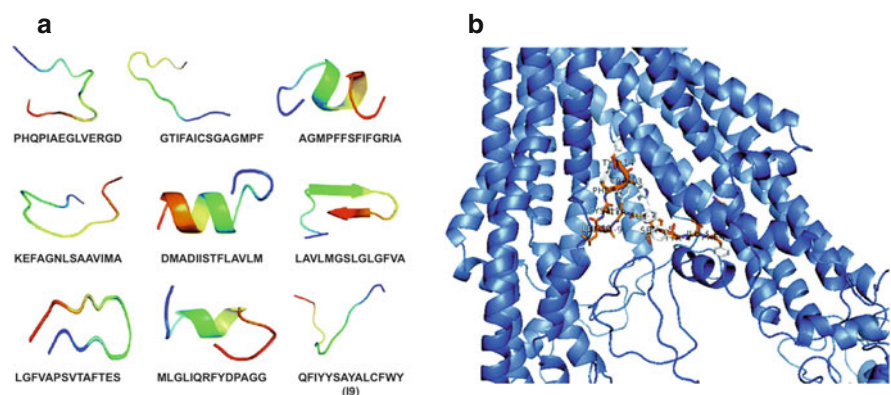 a
b
PHQPIAEGLVERGD GTIFAICSGAGMPF AGMPFFSFIFGRIA
KEFAGNLSAAVIMA DMADIISTFLAVLM LAVLMGSLGLGFVA
LGFVAPSVTAFTES MLGLIQRFYDPAGG QFIYYSAYALCFWY
(I9)